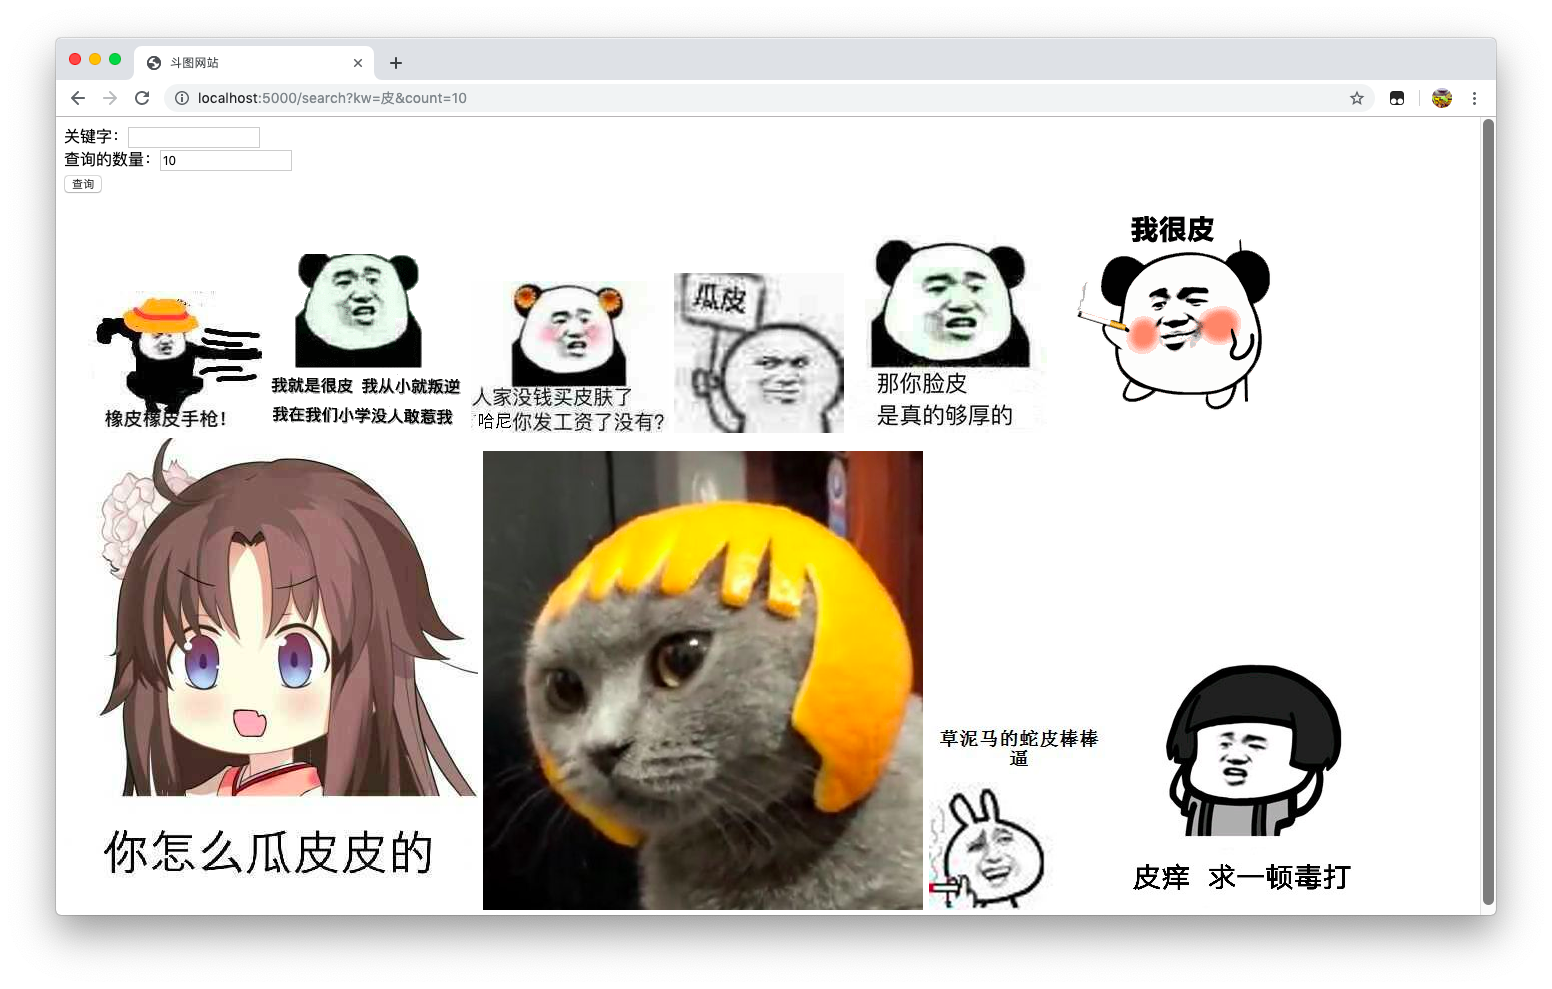 斗图网站
localhost:5000/search?kw=皮&count=10
关键字：
查询的数量： 10
查询
橡皮橡皮手枪！
我就是很皮 我从小就叛逆
我在我们小学没人敢惹我
人家没钱买皮肤了
哈尼你发工资了没有?
瓜皮
那你脸皮
是真的够厚的
我很皮
你怎么瓜皮皮的
草泥马的蛇皮棒棒
逼
皮痒 求一顿毒打